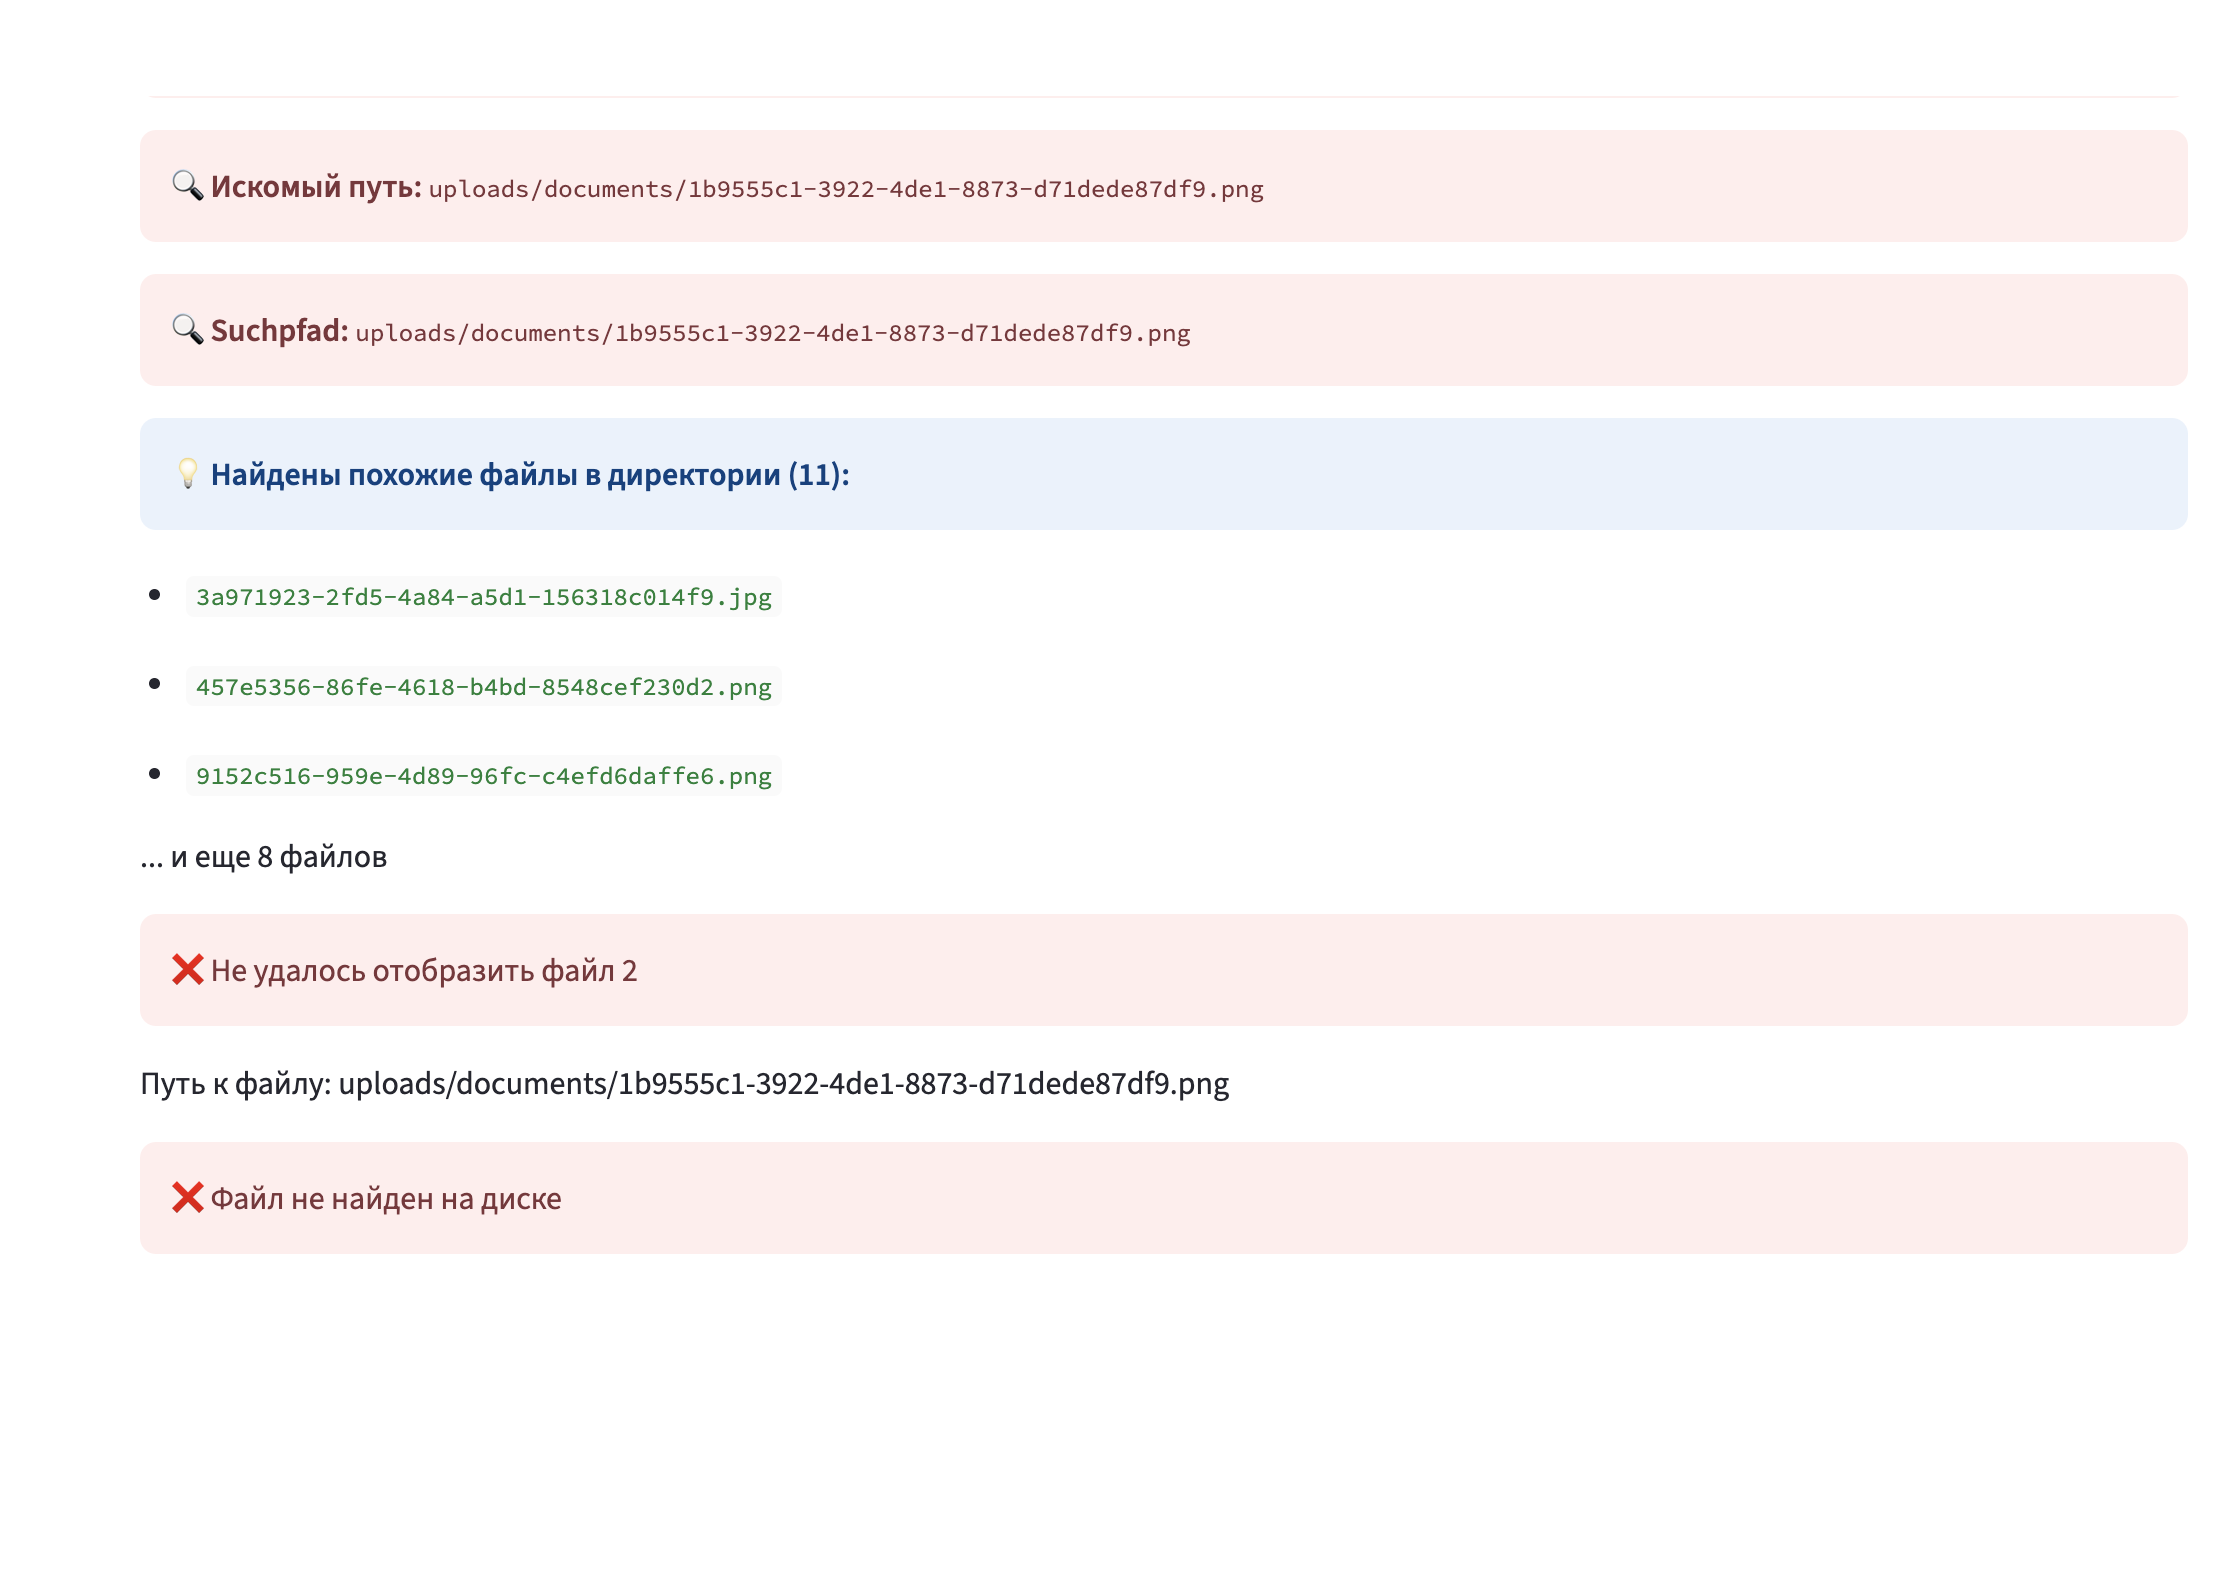 🔍 Искомый путь: uploads/documents/1b9555c1-3922-4de1-8873-d71dede87df9.png
🔍 Suchpfad: uploads/documents/1b9555c1-3922-4de1-8873-d71dede87df9.png
💡 Найдены похожие файлы в директории (11):
• 3a971923-2fd5-4a84-a5d1-156318c014f9.jpg
• 457e5356-86fe-4618-b4bd-8548cef230d2.png
• 9152c516-959e-4d89-96fc-c4efd6daffe6.png
... и еще 8 файлов
❌ Не удалось отобразить файл 2
Путь к файлу: uploads/documents/1b9555c1-3922-4de1-8873-d71dede87df9.png
❌ Файл не найден на диске